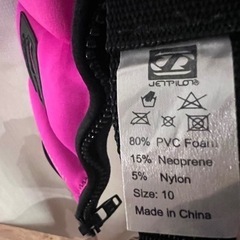 JETPILOT
80% PVC Foam
15% Neoprene
5% Nylon
Size: 10
Made in China